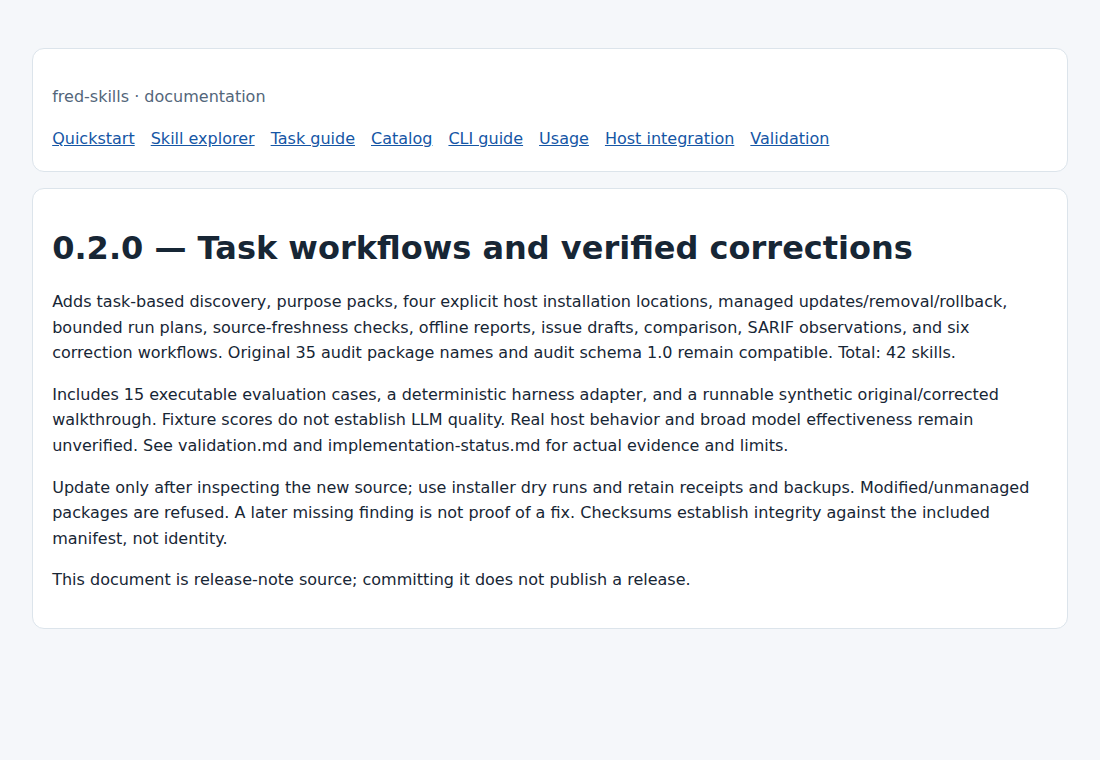 fred-skills · documentation
Quickstart Skill explorer Task guide Catalog CLI guide Usage Host integration Validation
0.2.0 — Task workflows and verified corrections
Adds task-based discovery, purpose packs, four explicit host installation locations, managed updates/removal/rollback,
bounded run plans, source-freshness checks, offline reports, issue drafts, comparison, SARIF observations, and six
correction workflows. Original 35 audit package names and audit schema 1.0 remain compatible. Total: 42 skills.
Includes 15 executable evaluation cases, a deterministic harness adapter, and a runnable synthetic original/corrected
walkthrough. Fixture scores do not establish LLM quality. Real host behavior and broad model effectiveness remain
unverified. See validation.md and implementation-status.md for actual evidence and limits.
Update only after inspecting the new source; use installer dry runs and retain receipts and backups. Modified/unmanaged
packages are refused. A later missing finding is not proof of a fix. Checksums establish integrity against the included
manifest, not identity.
This document is release-note source; committing it does not publish a release.